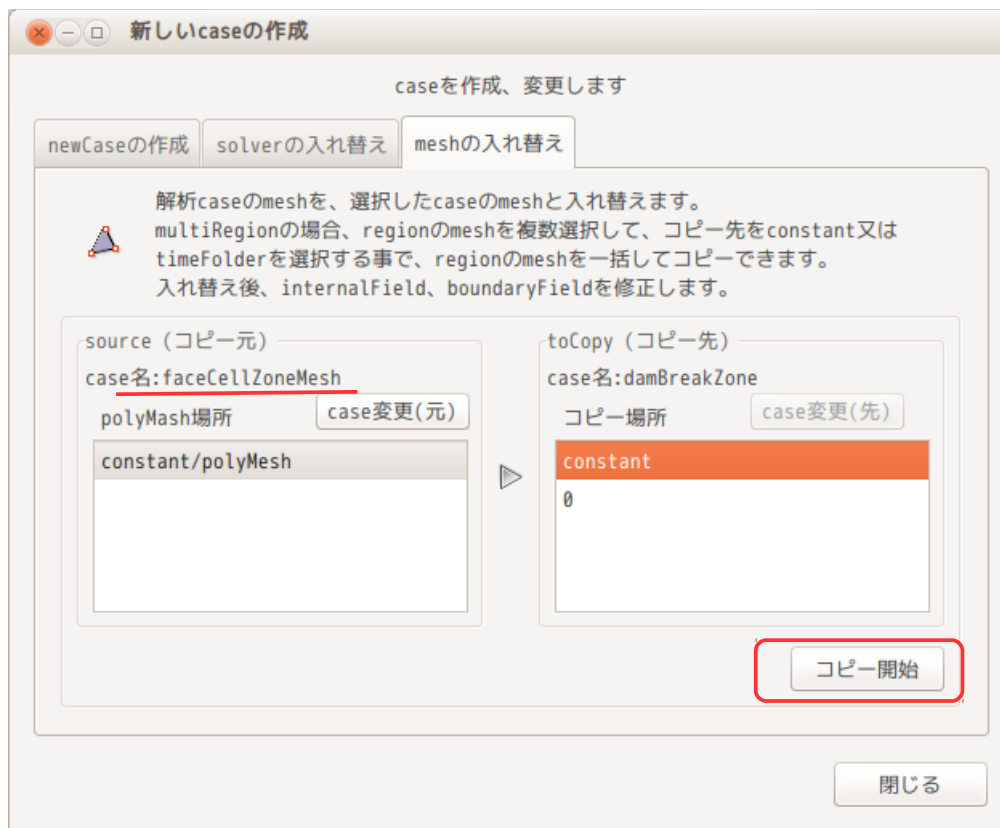 新しいcaseの作成
caseを作成、変更します
newCaseの作成
solverの入れ替え
meshの入れ替え
解析caseのmeshを、選択したcaseのmeshと入れ替えます。
multiRegionの場合、regionのmeshを複数選択して、コピー先をconstant又は
timeFolderを選択する事で、regionのmeshを一括してコピーできます。
入れ替え後、internalField、boundaryFieldを修正します。
source (コピー元)
case名:faceCellZoneMesh
polyMash場所
case変更(元)
constant/polyMesh
toCopy (コピー先)
case名:damBreakZone
コピー場所
case変更(先)
constant
0
コピー開始
閉じる